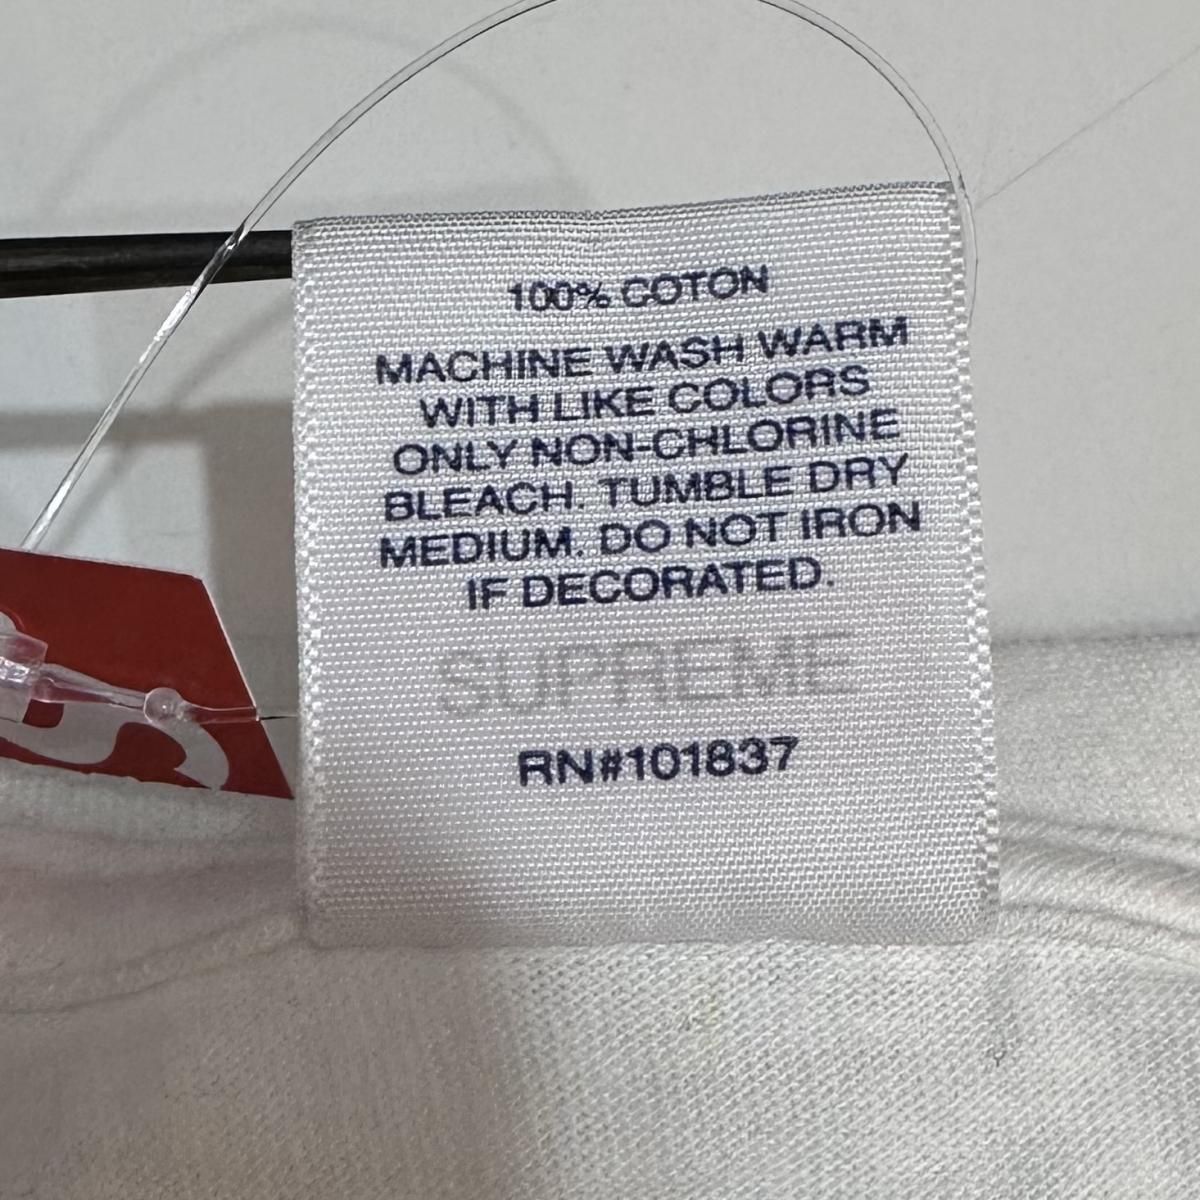 100% COTON
MACHINE WASH WARM
WITH LIKE COLORS
ONLY NON-CHLORINE
BLEACH. TUMBLE DRY
MEDIUM. DO NOT IRON
IF DECORATED.
SUPREME
RN#101837